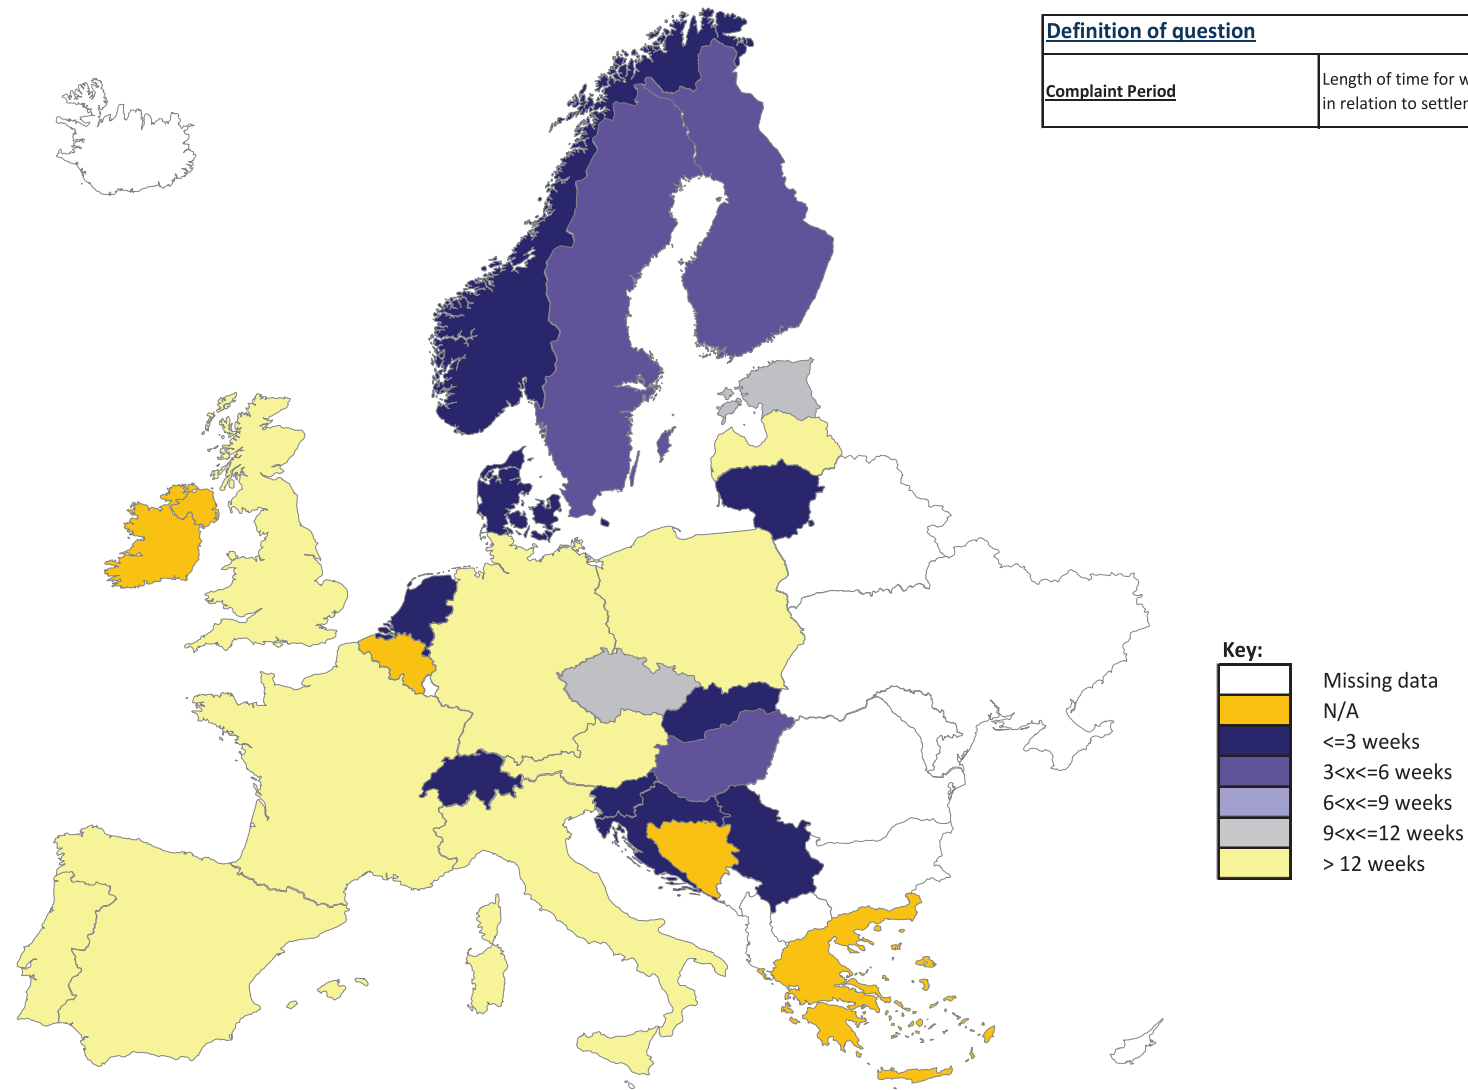 Definition of question
Complaint Period
Length of time for
in relation to
Key:
Missing data
N/A
<=3 weeks
3<x<=6 weeks
6<x<=9 weeks
9<x<=12 weeks
> 12 weeks